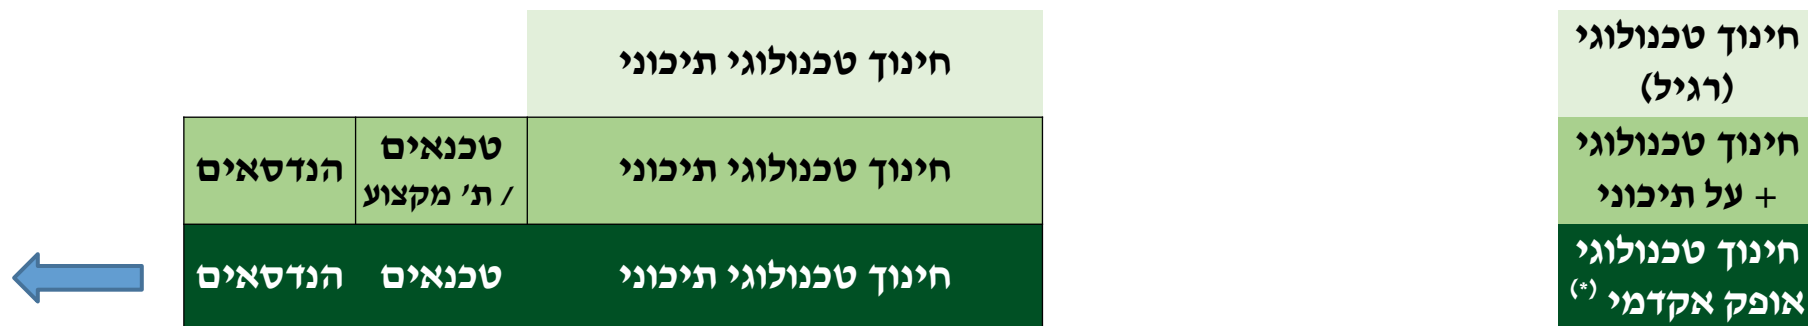 חינוך טכנולוגי
(רגיל)
חינוך טכנולוגי תיכוני
חינוך טכנולוגי
+ על תיכוני
חינוך טכנולוגי תיכוני
טכנאים
/ ת' מקצוע
הנדסאים
חינוך טכנולוגי
אופק אקדמי (*)
חינוך טכנולוגי תיכוני
טכנאים
הנדסאים